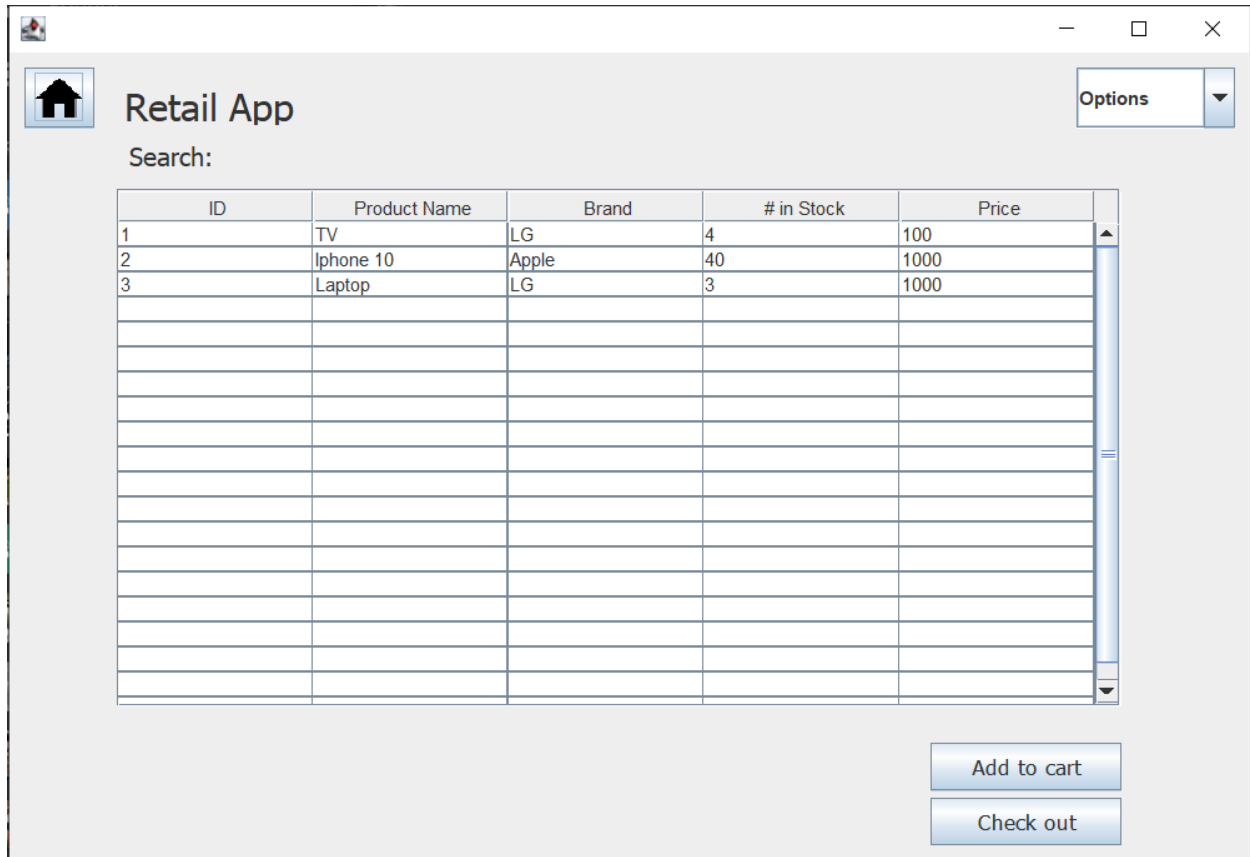 Retail App
Options
Search:
ID Product Name Brand # in Stock Price
1 TV LG 4 100
2 Iphone 10 Apple 40 1000
3 Laptop LG 3 1000
Add to cart
Check out